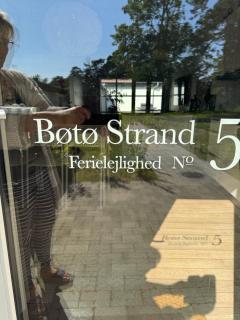 Bøtø Strand 5
Ferielejlighed Nº